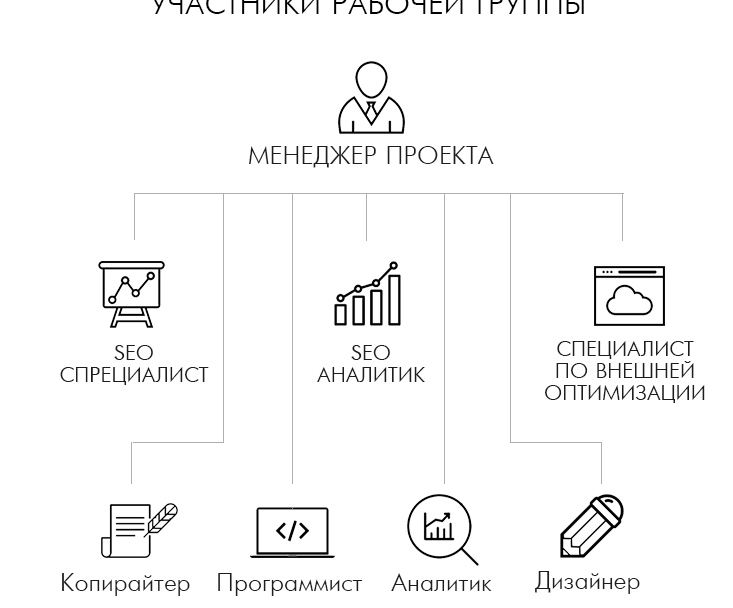 УЧАСТНИКИ РАБОЧЕЙ ГРУППЫ
МЕНЕДЖЕР ПРОЕКТА
SEO
СПРЕЦИАЛИСТ
SEO
АНАЛИТИК
СПЕЦИАЛИСТ
ПО ВНЕШНЕЙ
ОПТИМИЗАЦИИ
</>
Копирайтер
Программист
Аналитик
Дизайнер